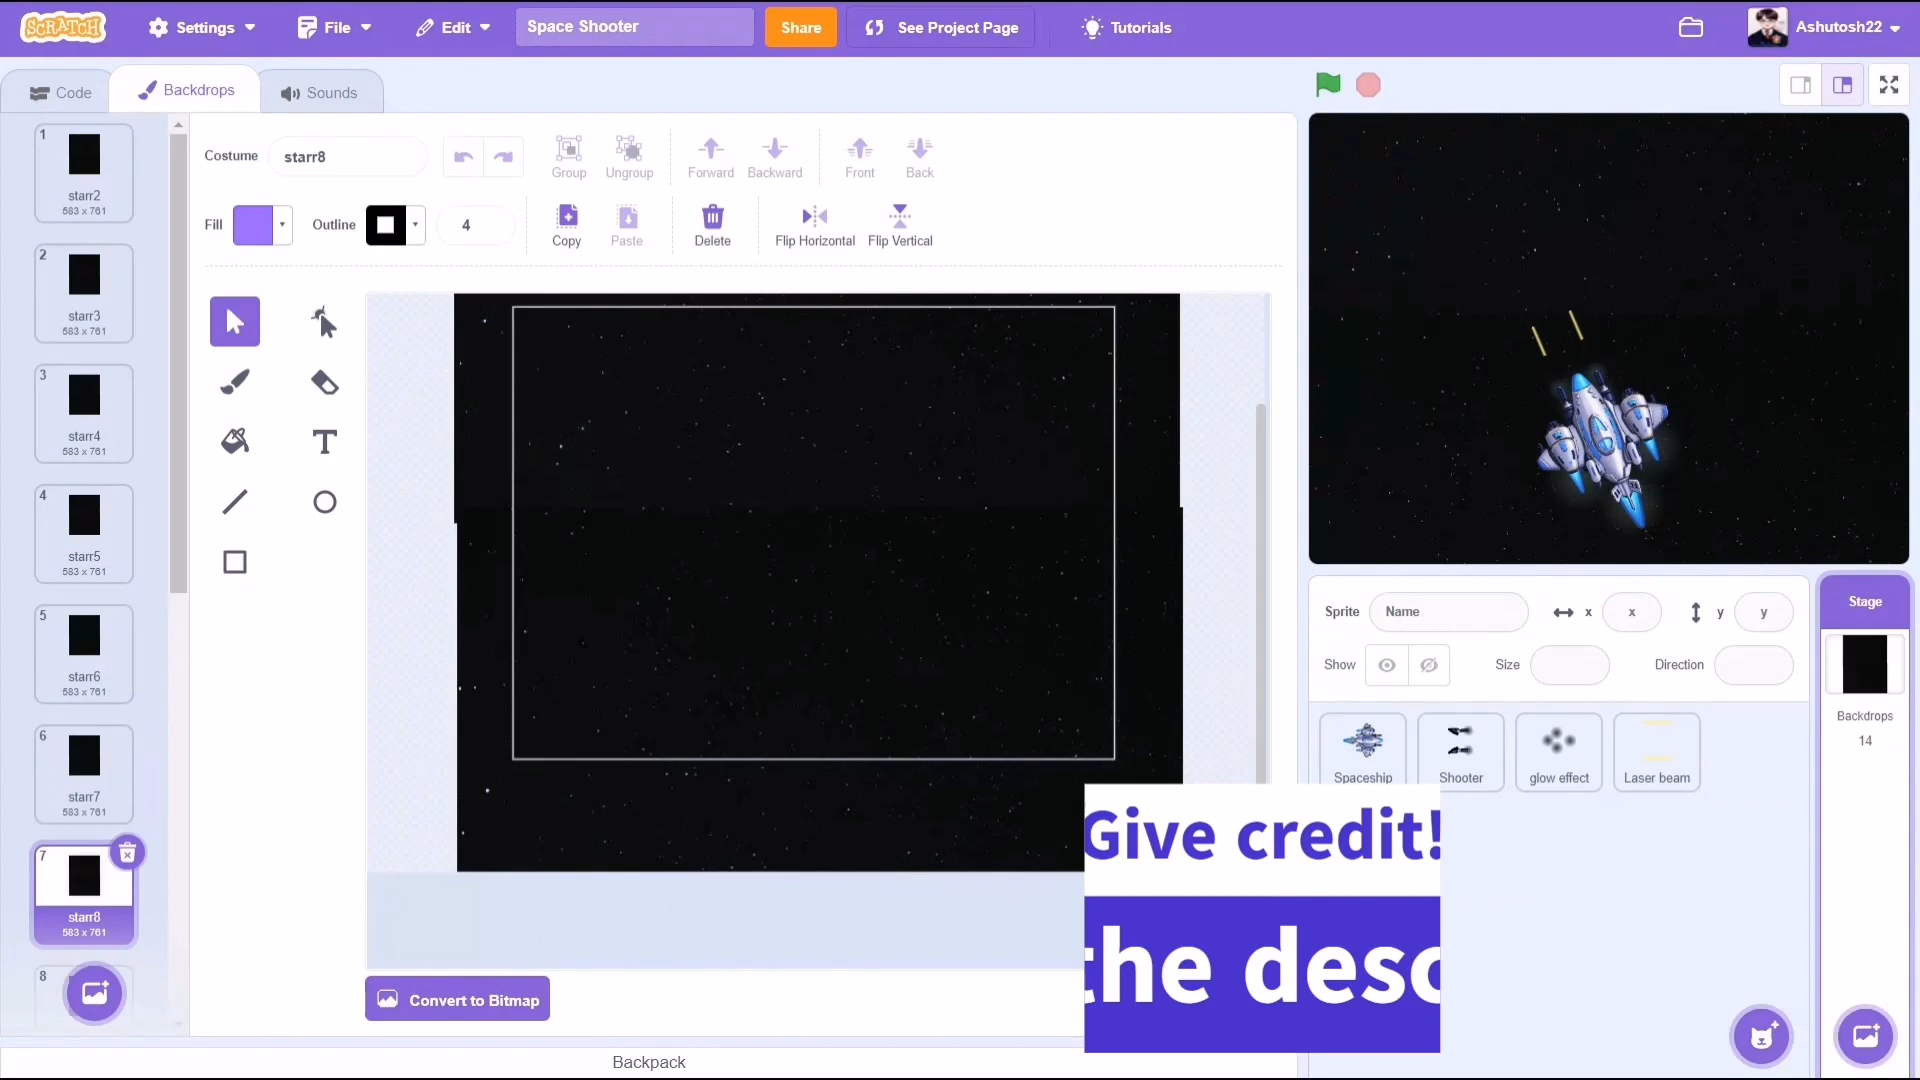 SCRATCH
Settings
File
Edit
Space Shooter
Share
See Project Page
Tutorials
Ashutosh22
Code
Backdrops
Sounds
1
starr2
583 x 761
2
starr3
583 x 761
3
starr4
583 x 761
4
starr5
583 x 761
5
starr6
583 x 761
6
starr7
583 x 761
7
starr8
583 x 761
8
Costume
starr8
Group
Ungroup
Forward
Backward
Front
Back
Fill
Outline
4
Copy
Paste
Delete
Flip Horizontal
Flip Vertical
Convert to Bitmap
Backpack
Sprite
Name
x
x
y
y
Show
Size
Direction
Spaceship
Shooter
glow effect
Laser beam
Stage
Backdrops
14
Give credit!
the desc